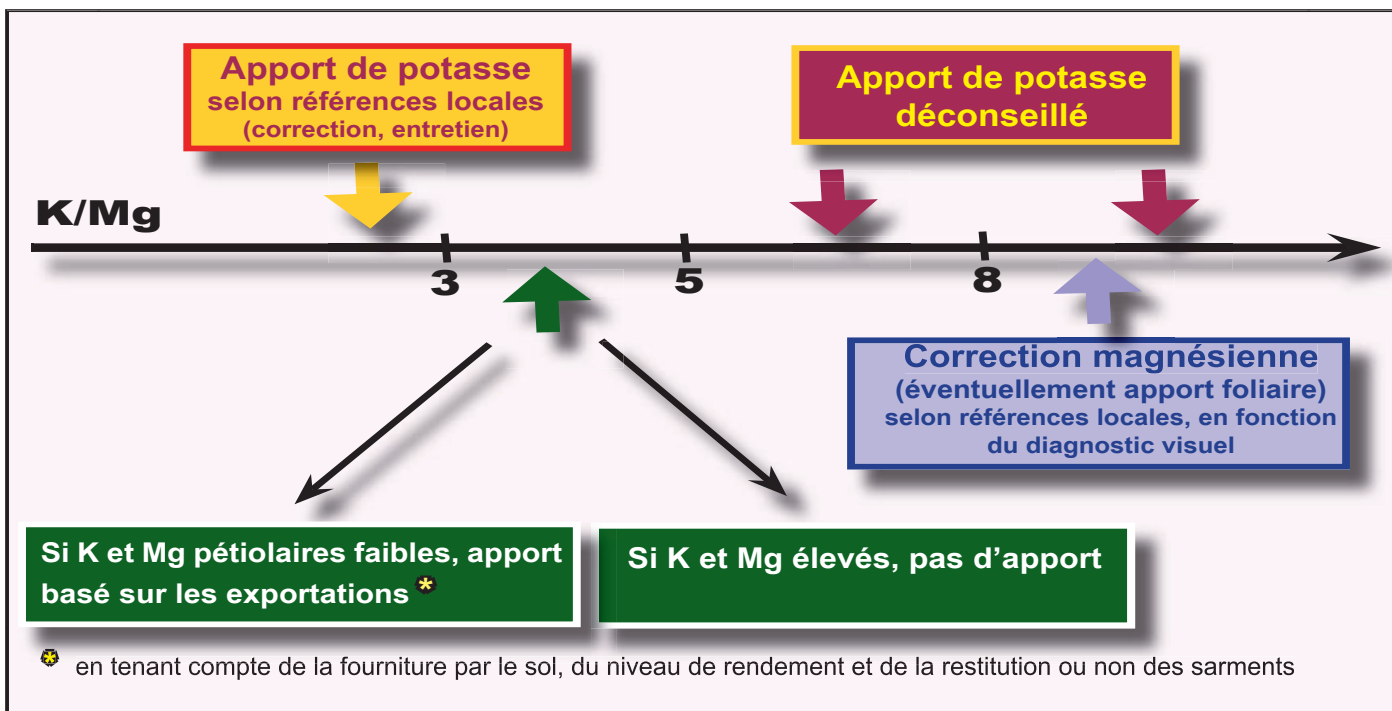 Apport de potasse
selon références locales
(correction, entretien)
Apport de potasse
déconseillé
K/Mg
3
5
8
Correction magnésienne
(éventuellement apport foliaire)
selon références locales, en fonction
du diagnostic visuel
Si K et Mg pétiolaires faibles, apport
basé sur les exportations *
Si K et Mg élevés, pas d’apport
* en tenant compte de la fourniture par le sol, du niveau de rendement et de la restitution ou non des sarments